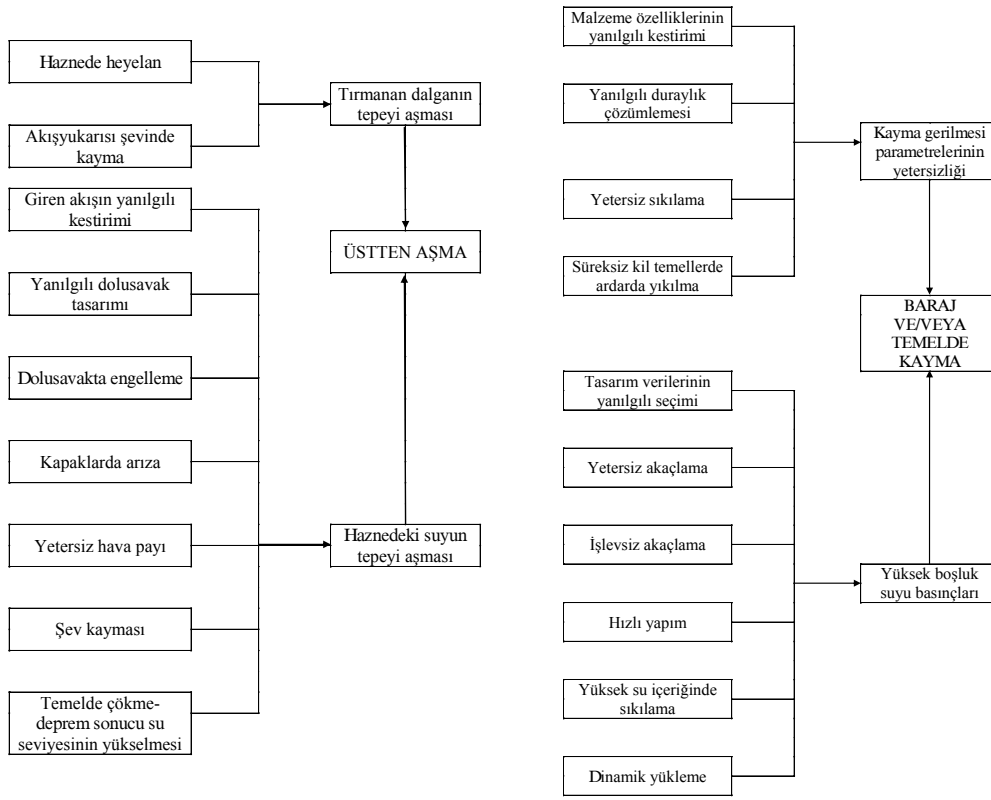 Haznede heyelan
Akışyukarısı şevinde
kayma
Tırmanan dalganın
tepeyi aşması
Giren akışın yanılgılı
kestirimi
Yanılgılı dolusavak
tasarımı
Dolusavakta engelleme
Kapaklarda arıza
Yetersiz hava payı
Şev kayması
Temelde çökme-
deprem sonucu su
seviyesinin yükselmesi
ÜSTTEN AŞMA
Haznedeki suyun
tepeyi aşması
Malzeme özelliklerinin
yanılgılı kestirimi
Yanılgılı duraylık
çözümlemesi
Yetersiz sıkılama
Süreksiz kil temellerde
ardarda yıkılma
Kayma gerilmesi
parametrelerinin
yetersizliği
BARAJ
VE/VEYA
TEMELDE
KAYMA
Tasarım verilerinin
yanılgılı seçimi
Yetersiz akaçlama
İşlevsiz akaçlama
Hızlı yapım
Yüksek su içeriğinde
sıkılama
Dinamik yükleme
Yüksek boşluk
suyu basınçları